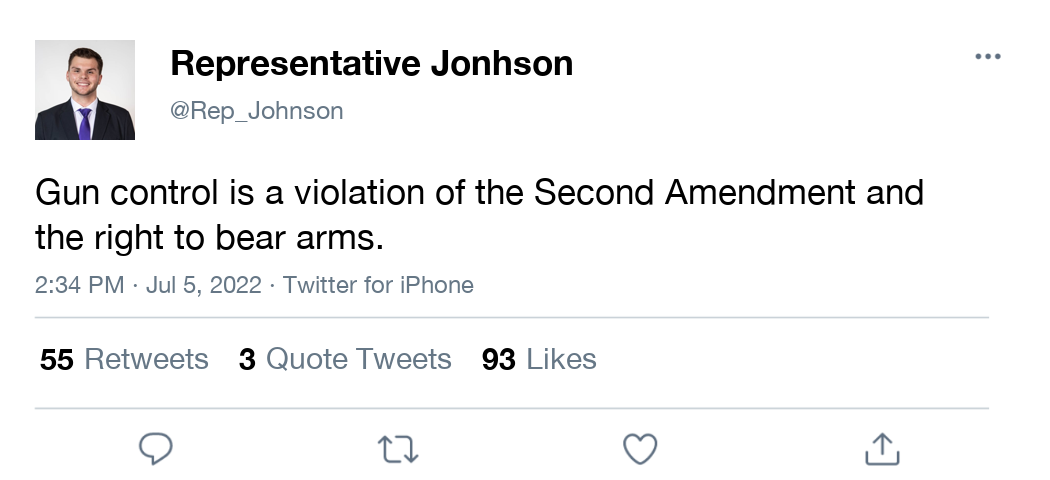 Representative Jonhson
@Rep_Johnson
Gun control is a violation of the Second Amendment and
the right to bear arms.
2:34 PM · Jul 5, 2022 · Twitter for iPhone
55 Retweets 3 Quote Tweets 93 Likes